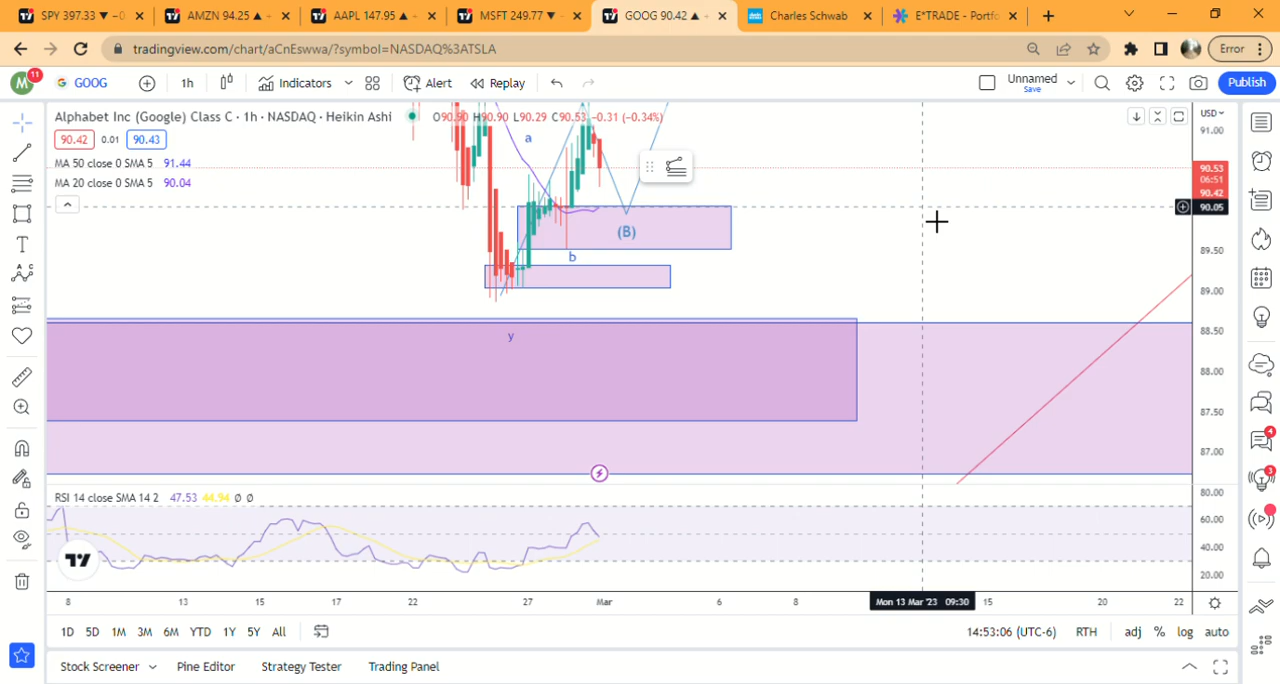 SPY 397.33 ▼ −0
AMZN 94.25 ▲ +
AAPL 147.95 ▲ +
MSFT 249.77 ▼ −
GOOG 90.42 ▲ +
Charles Schwab
E*TRADE - Portfo
tradingview.com/chart/aCnEswwa/?symbol=NASDAQ%3ATSLA
Error
M
11
GOOG
1h
Indicators
Alert
Replay
Unnamed
Save
Publish
Alphabet Inc (Google) Class C · 1h · NASDAQ · Heikin Ashi
O90.90 H90.90 L90.29 C90.53 −0.31 (−0.34%)
90.42
0.01
90.43
MA 50 close 0 SMA 5 91.44
MA 20 close 0 SMA 5 90.04
a
(B)
b
y
USD
91.00
90.53
06:51
90.42
90.05
89.50
89.00
88.50
88.00
87.50
87.00
RSI 14 close SMA 14 2 47.53 44.94 Ø Ø
80.00
60.00
40.00
20.00
8
13
15
17
22
27
Mar
6
8
Mon 13 Mar '23 09:30
15
20
22
4
3
1D
5D
1M
3M
6M
YTD
1Y
5Y
All
14:53:06 (UTC-6)
RTH
adj
%
log
auto
Stock Screener
Pine Editor
Strategy Tester
Trading Panel